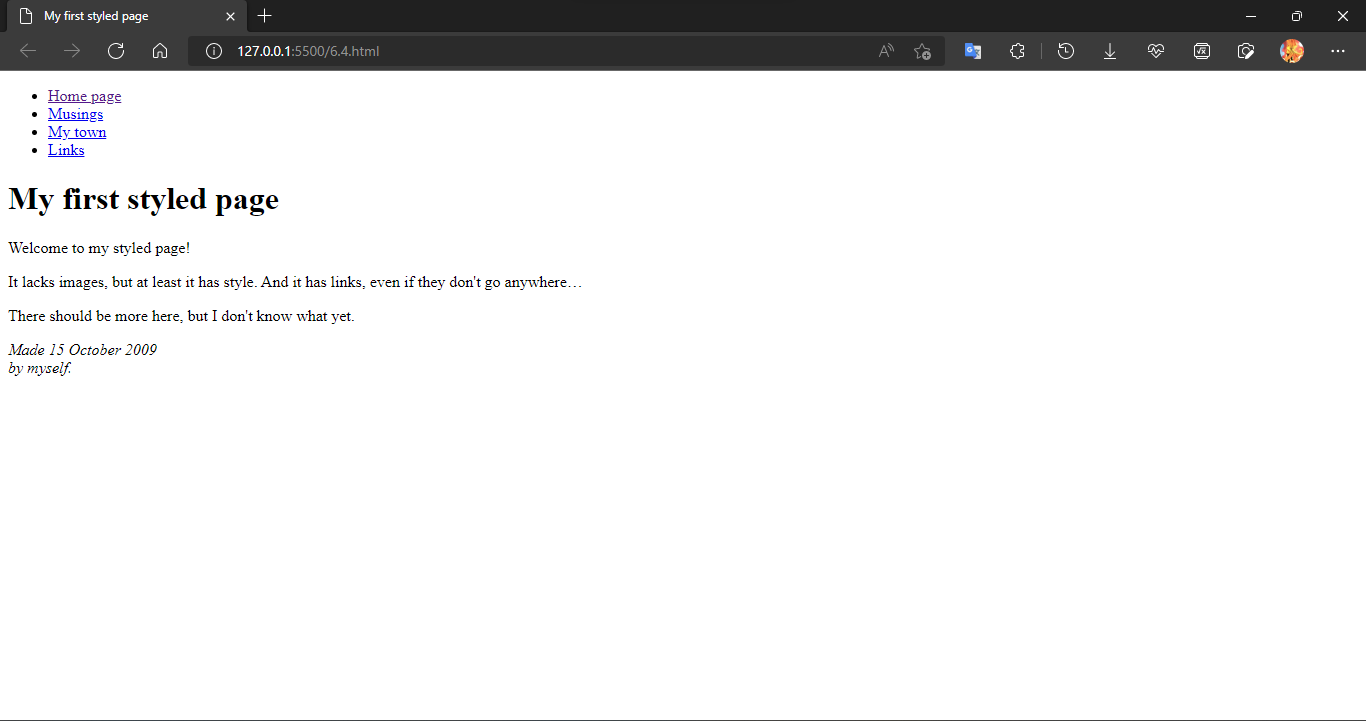 My first styled page
127.0.0.1:5500/6.4.html
Home page
Musings
My town
Links
My first styled page
Welcome to my styled page!
It lacks images, but at least it has style. And it has links, even if they don't go anywhere…
There should be more here, but I don't know what yet.
Made 15 October 2009
by myself.